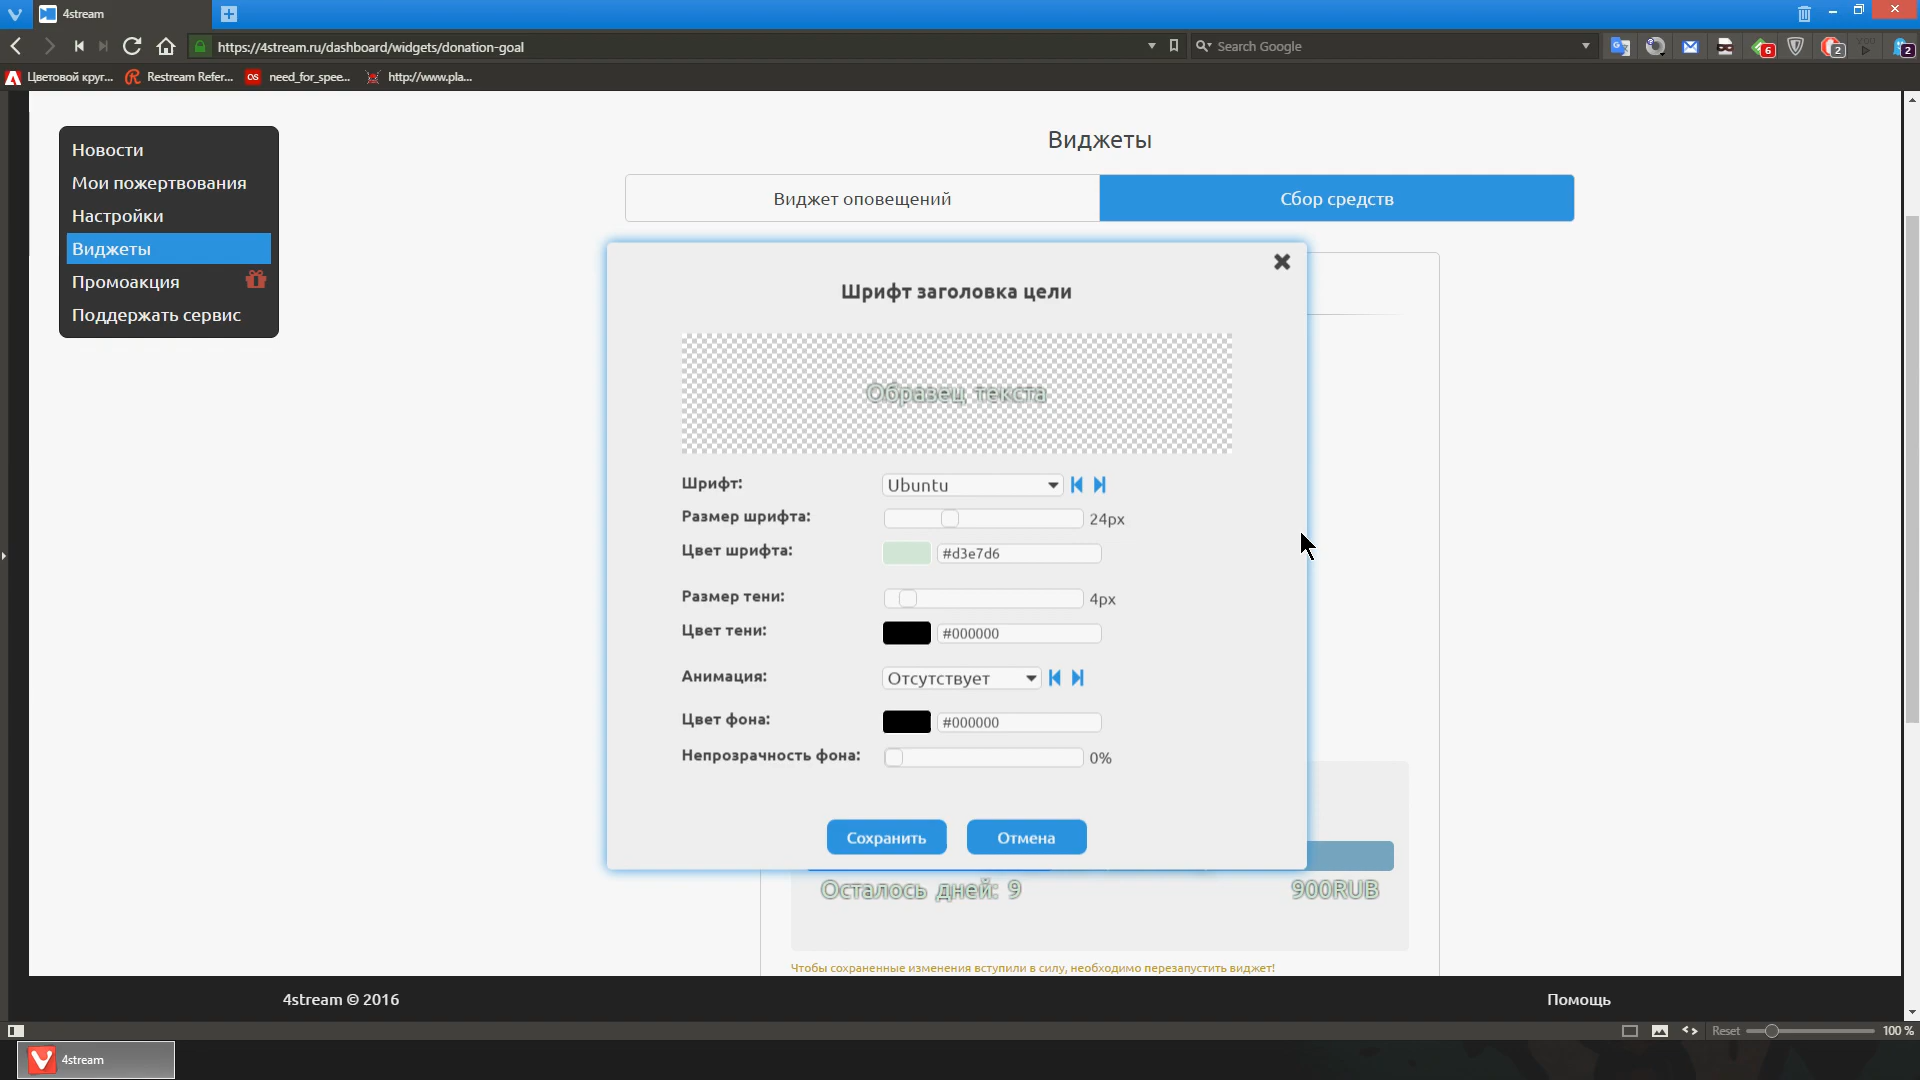 4stream
https://4stream.ru/dashboard/widgets/donation-goal
Search Google
6
2
2
Цветовой круг...
Restream Refer...
need_for_spee...
http://www.pla...
Новости
Мои пожертвования
Настройки
Виджеты
Промоакция
Поддержать сервис
Виджеты
Виджет оповещений
Сбор средств
Шрифт заголовка цели
Образец текста
Шрифт:
Ubuntu
Размер шрифта:
24px
Цвет шрифта:
#d3e7d6
Размер тени:
4px
Цвет тени:
#000000
Анимация:
Отсутствует
Цвет фона:
#000000
Непрозрачность фона:
0%
Сохранить
Отмена
Осталось дней: 9
900RUB
Чтобы сохраненные изменения вступили в силу, необходимо перезапустить виджет!
4stream © 2016
Помощь
Reset
100 %
4stream